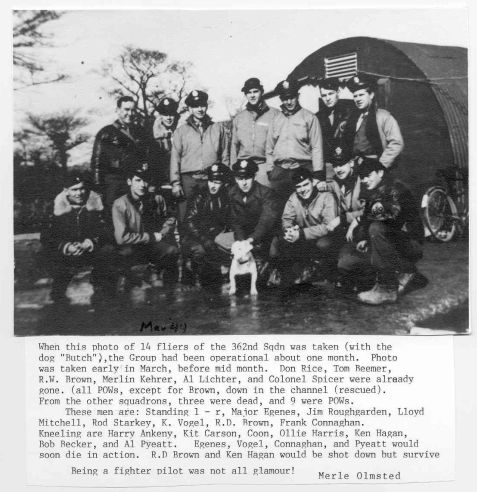 Mar 44
When this photo of 14 fliers of the 362nd Sqdn was taken (with the
dog "Butch"),the Group had been operational about one month. Photo
was taken early in March, before mid month. Don Rice, Tom Beemer,
R.W. Brown, Merlin Kehrer, Al Lichter, and Colonel Spicer were already
gone. (all POWs, except for Brown, down in the channel (rescued).
From the other squadrons, three were dead, and 9 were POWs.
These men are: Standing l - r, Major Egenes, Jim Roughgarden, Lloyd
Mitchell, Rod Starkey, K. Vogel, R.D. Brown, Frank Connaghan.
Kneeling are Harry Ankeny, Kit Carson, Coon, Ollie Harris, Ken Hagan,
Bob Becker, and Al Pyeatt. Egenes, Vogel, Connaghan, and Pyeatt would
soon die in action. R.D Brown and Ken Hagan would be shot down but survive
Being a fighter pilot was not all glamour!
Merle Olmsted